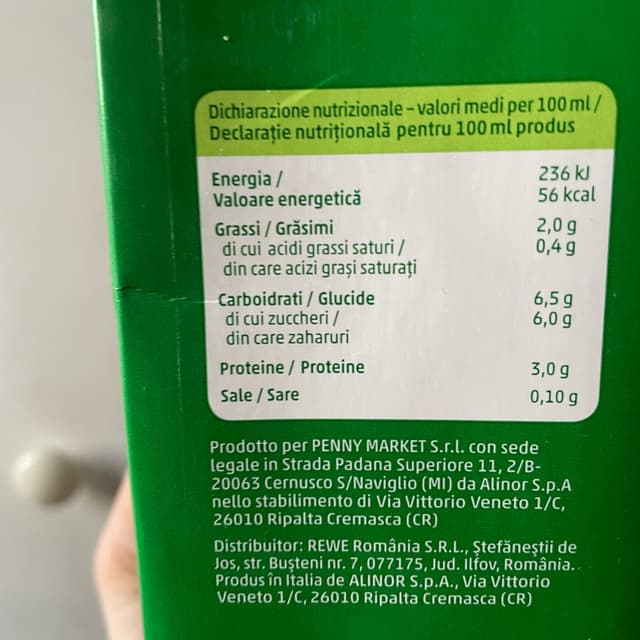 Dichiarazione nutrizionale – valori medi per 100 ml /
Declarație nutrițională pentru 100 ml produs
Energia / 236 kJ
Valoare energetică 56 kcal
Grassi / Grăsimi 2,0 g
di cui acidi grassi saturi / 0,4 g
din care acizi grași saturați
Carboidrati / Glucide 6,5 g
di cui zuccheri / 6,0 g
din care zaharuri
Proteine / Proteine 3,0 g
Sale / Sare 0,10 g
Prodotto per PENNY MARKET S.r.l. con sede
legale in Strada Padana Superiore 11, 2/B-
20063 Cernusco S/Naviglio (MI) da Alinor S.p.A
nello stabilimento di Via Vittorio Veneto 1/C,
26010 Ripalta Cremasca (CR)
Distribuitor: REWE România S.R.L., Ștefăneștii de
Jos, str. Bușteni nr. 7, 077175, Jud. Ilfov, România.
Produs în Italia de ALINOR S.p.A., Via Vittorio
Veneto 1/C, 26010 Ripalta Cremasca (CR)